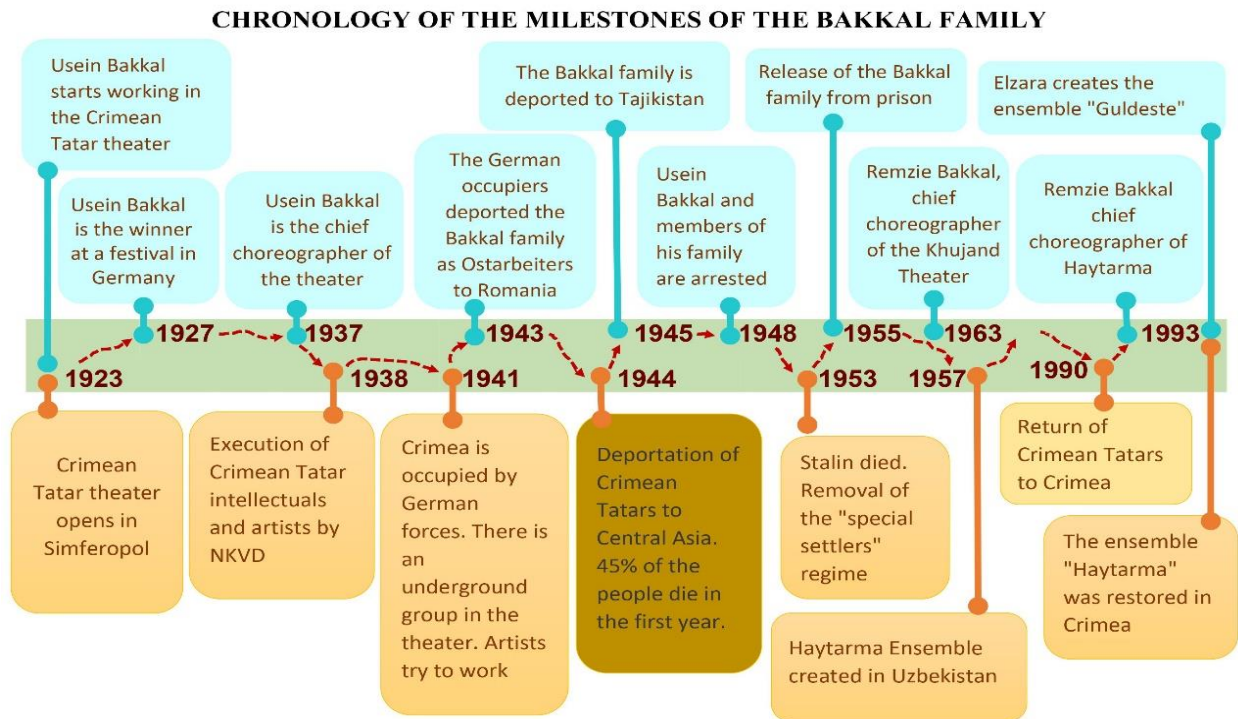 CHRONOLOGY OF THE MILESTONES OF THE BAKKAL FAMILY
Usein Bakkal
starts working in
the Crimean
Tatar theater
Usein Bakkal
is the winner
at a festival in
Germany
Usein Bakkal
is the chief
choreographer of
the theater
The German
occupiers
deported the
Bakkal family
as Ostarbeiters
to Romania
The Bakkal family is
deported to Tajikistan
Usein
Bakkal and
members of
his family
are arrested
Release of the Bakkal
family from prison
Remzie Bakkal,
chief
choreographer
of the Khujand
Theater
Remzie Bakkal
chief
choreographer of
Haytarma
Elzara creates the
ensemble "Guldeste"
1923
1927
1937
1938
1941
1943
1944
1945
1948
1953
1955
1957
1963
1990
1993
Crimean
Tatar theater
opens in
Simferopol
Execution of
Crimean Tatar
intellectuals
and artists by
NKVD
Crimea is
occupied by
German
forces. There is
an
underground
group in the
theater. Artists
try to work
Deportation of
Crimean
Tatars to
Central Asia.
45% of the
people die in
the first year.
Stalin died.
Removal of
the "special
settlers"
regime
Haytarma Ensemble
created in Uzbekistan
Return of
Crimean Tatars
to Crimea
The ensemble
"Haytarma"
was restored in
Crimea